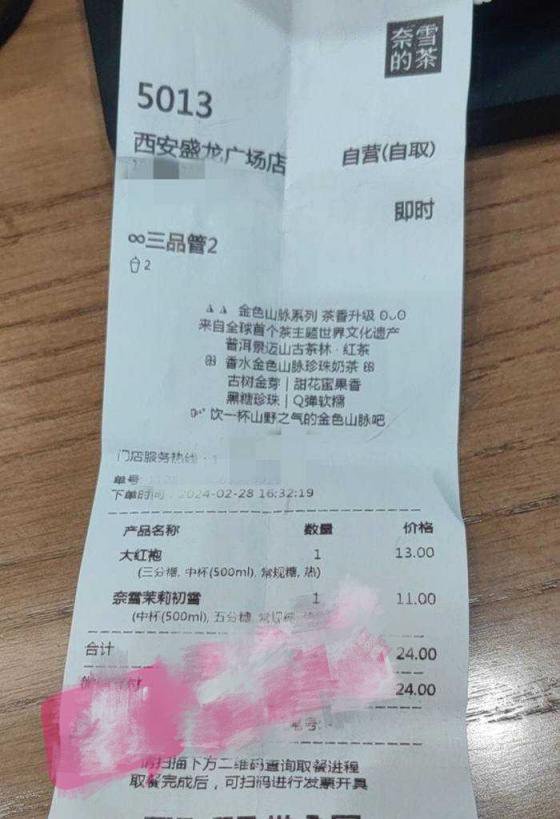 奈雪
的茶
5013
西安盛龙广场店
自营(自取)
即时
∞三品管2
2
金色山脉系列 茶香升级
来自全球首个茶主题世界文化遗产
普洱景迈山古茶林·红茶
香水金色山脉珍珠奶茶
古树金芽｜甜花蜜果香
黑糖珍珠｜Q弹软糯
饮一杯山野之气的金色山脉吧
门店服务热线·
单号
下单时间：2024-02-28 16:32:19
产品名称 数量 价格
大红袍 1 13.00
(三分糖, 中杯(500ml), 常规糖, 热)
奈雪茉莉初雪 1 11.00
(中杯(500ml), 五分糖
合计 24.00
24.00
请扫描下方二维码查询取餐进程
取餐完成后，可扫码进行发票开具